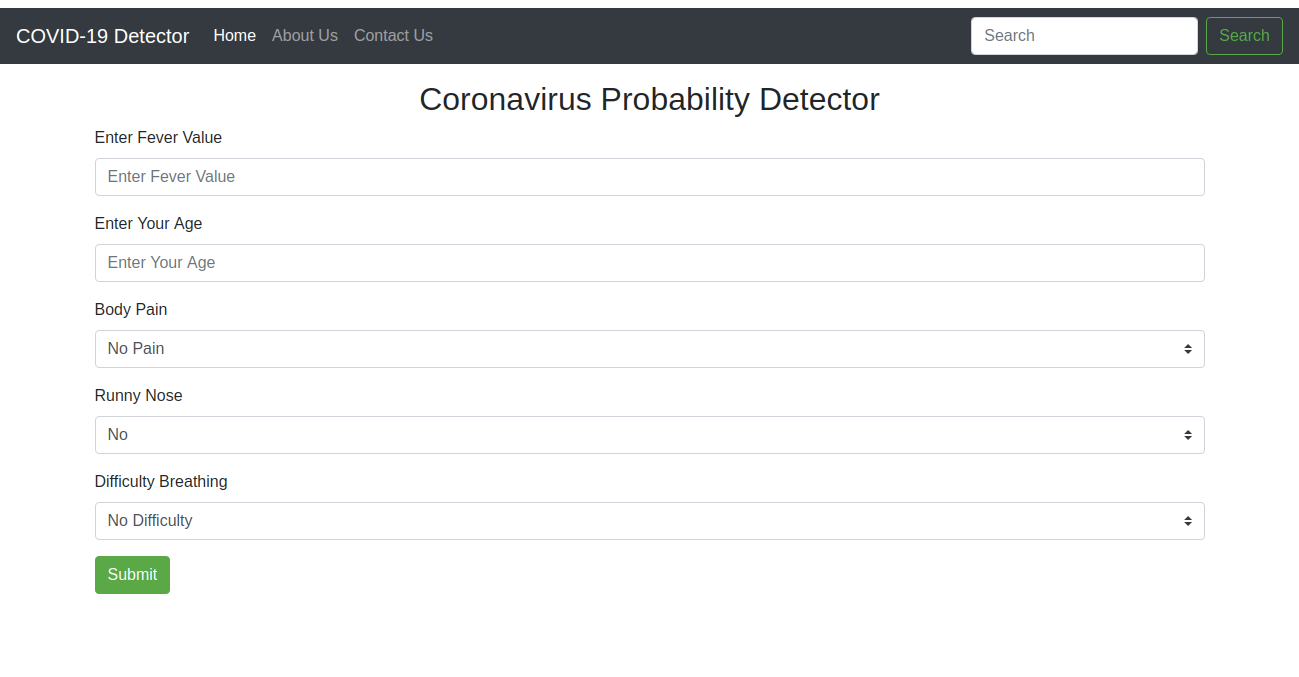 COVID-19 Detector Home About Us Contact Us Search Search
Coronavirus Probability Detector
Enter Fever Value
Enter Fever Value
Enter Your Age
Enter Your Age
Body Pain
No Pain
Runny Nose
No
Difficulty Breathing
No Difficulty
Submit